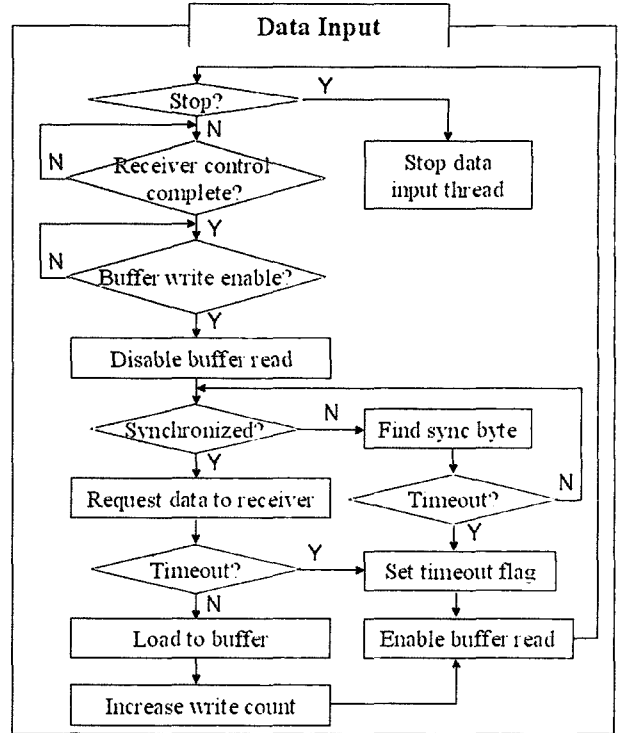 Data Input
Y
Stop?
N
N
Receiver control
complete?
Stop data
input thread
Y
N
Buffer write enable?
Y
Disable buffer read
Synchronized?
N
Find sync byte
Y
Request data to receiver
Timeout?
N
Y
Timeout?
Y
Set timeout flag
N
Load to buffer
Enable buffer read
Increase write count